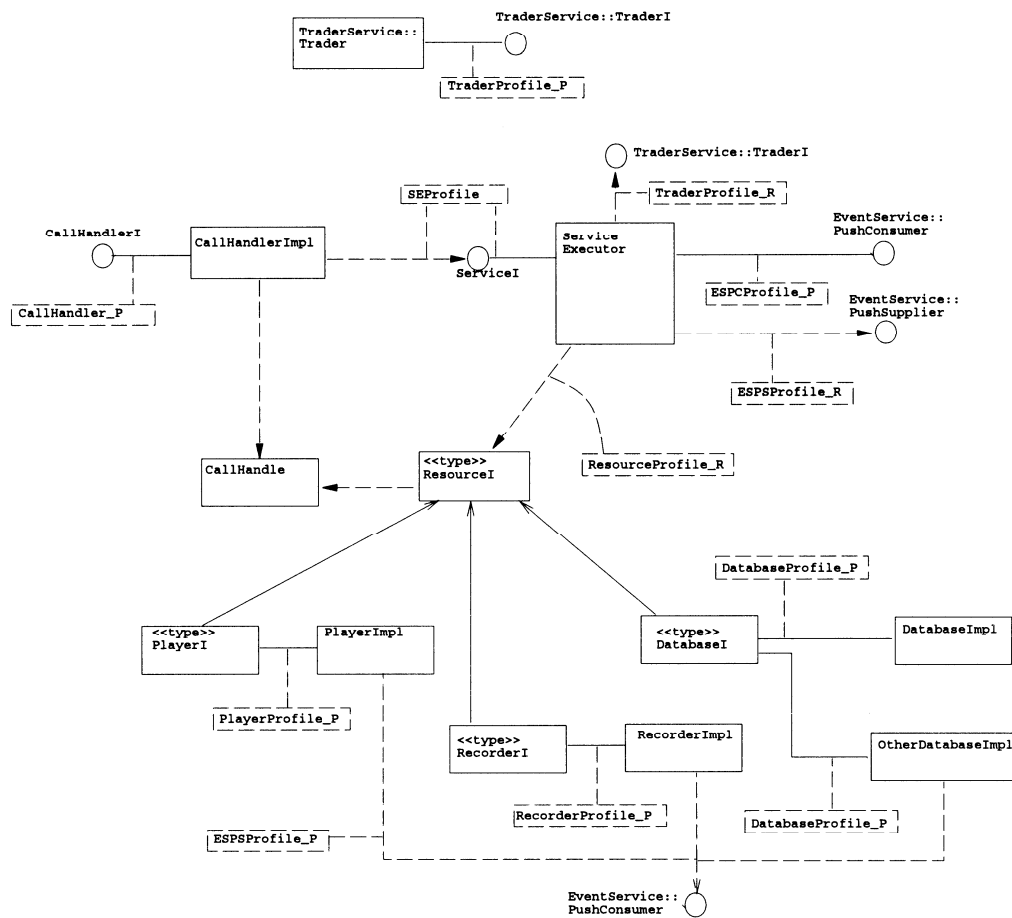 TraderService::TraderI
TraderService::
Trader
TraderProfile_P
TraderService::TraderI
SEProfile
TraderProfile_R
CallHandlerI
CallHandlerImpl
Service
Executor
EventService::
PushConsumer
ServiceI
CallHandler_P
ESPCProfile_P
EventService::
PushSupplier
ESPSProfile_R
CallHandle
<<type>>
ResourceI
ResourceProfile_R
DatabaseProfile_P
<<type>>
PlayerI
PlayerImpl
<<type>>
DatabaseI
DatabaseImpl
PlayerProfile_P
<<type>>
RecorderI
RecorderImpl
OtherDatabaseImpl
RecorderProfile_P
DatabaseProfile_P
ESPSProfile_P
EventService::
PushConsumer